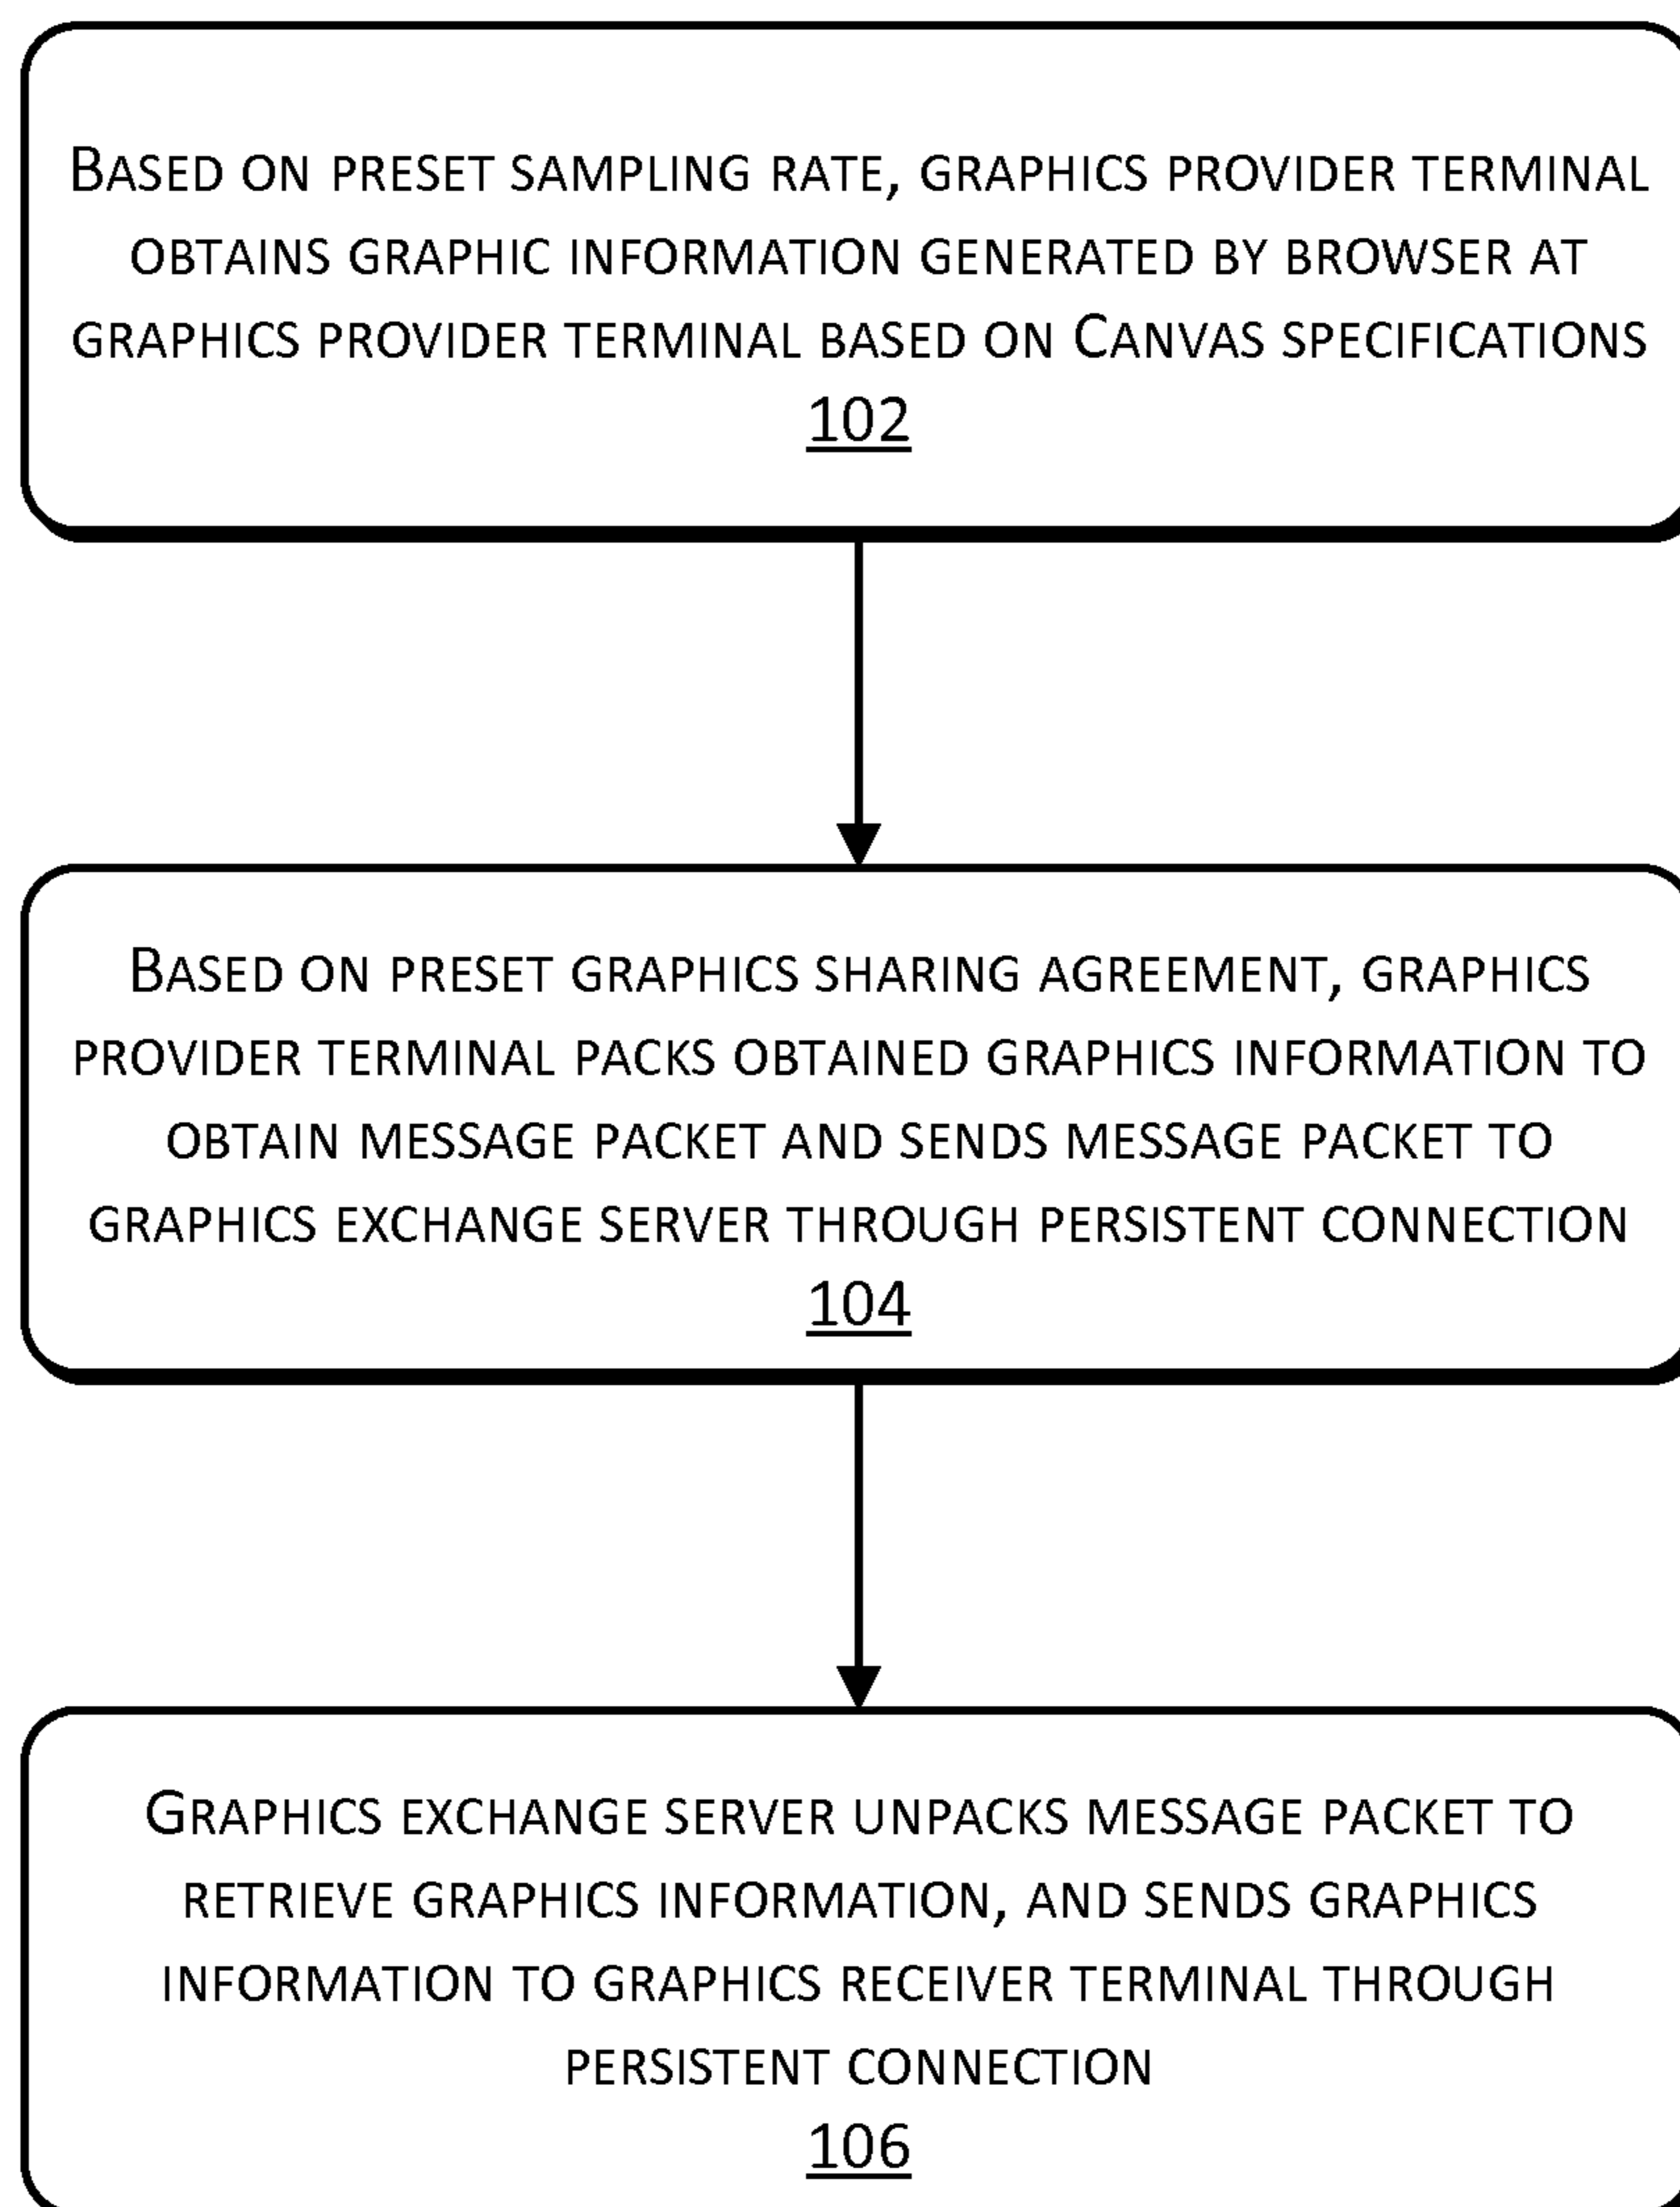 Based on preset sampling rate, graphics provider terminal
obtains graphic information generated by browser at
graphics provider terminal based on Canvas specifications
102
Based on preset graphics sharing agreement, graphics
provider terminal packs obtained graphics information to
obtain message packet and sends message packet to
graphics exchange server through persistent connection
104
Graphics exchange server unpacks message packet to
retrieve graphics information, and sends graphics
information to graphics receiver terminal through
persistent connection
106